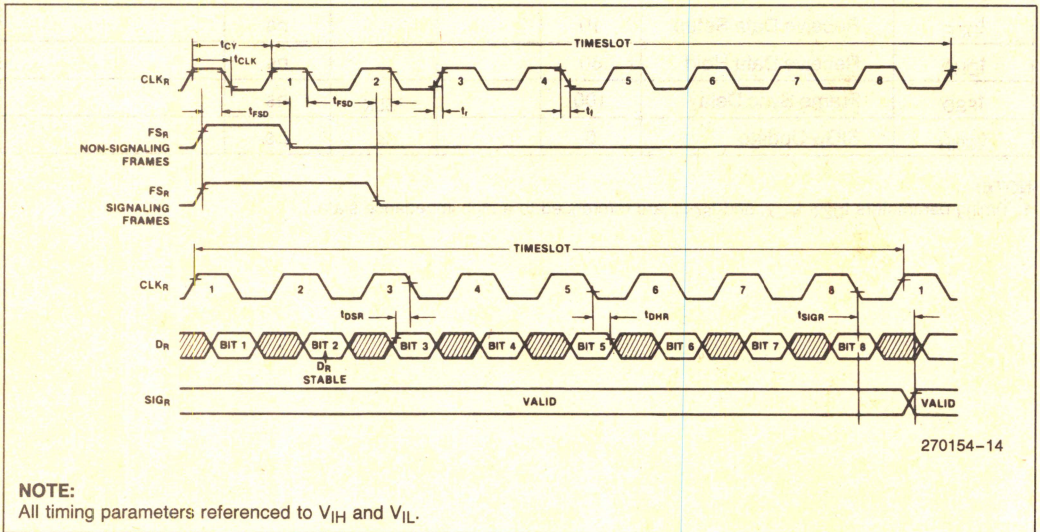 tCY
tCLK
TIMESLOT
CLKR
1 2 3 4 5 6 7 8
tFSD
tFSD
tr
tf
FSR
NON-SIGNALING
FRAMES
FSR
SIGNALING
FRAMES
TIMESLOT
CLKR
1 2 3 4 5 6 7 8 1
tDSR
tDHR
tSIGR
DR
BIT 1 BIT 2 BIT 3 BIT 4 BIT 5 BIT 6 BIT 7 BIT 8
DR
STABLE
SIGR
VALID
VALID
270154–14
NOTE:
All timing parameters referenced to VIH and VIL.